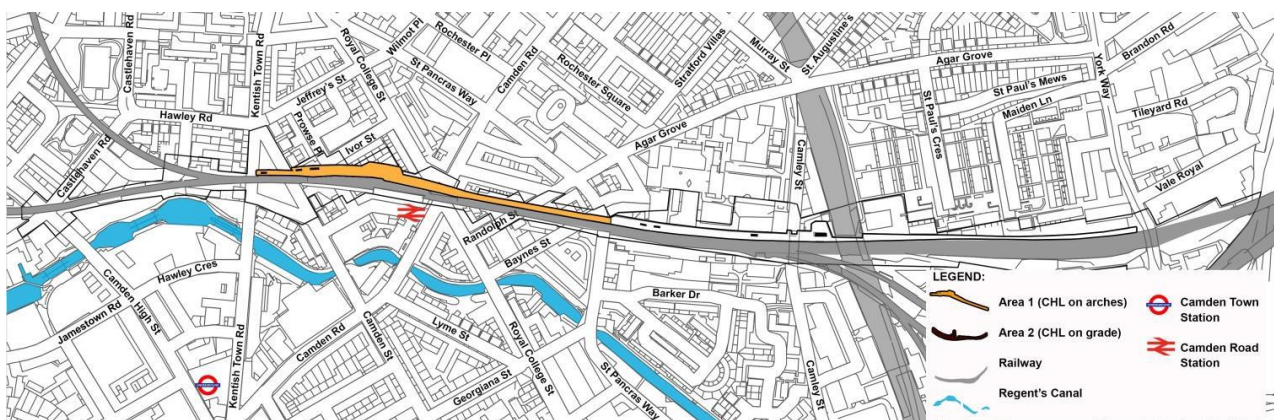 Castlehaven Rd
Kentish Town Rd
Royal College St
Wilmot Pl
Rochester Pl
St Pancras Way
Camden Rd
Rochester Square
Stratford Villas
Murray St
St. Augustine's
Agar Grove
York Way
Brandon Rd
St Paul's Mews
Maiden Ln
Tileyard Rd
St Paul's Cres
Vale Royal
Jeffrey's St
Hawley Rd
Prowse Pl
Ivor St
Agar Grove
Camley St
Castlehaven Rd
Randolph St
Baynes St
Hawley Cres
Jamestown Rd
Camden High St
Kentish Town Rd
Camden Rd
Camden St
Lyme St
Georgiana St
Royal College St
St Pancras Way
Barker Dr
Camley St
LEGEND:
Area 1 (CHL on arches)
Area 2 (CHL on grade)
Railway
Regent's Canal
Camden Town
Station
Camden Road
Station